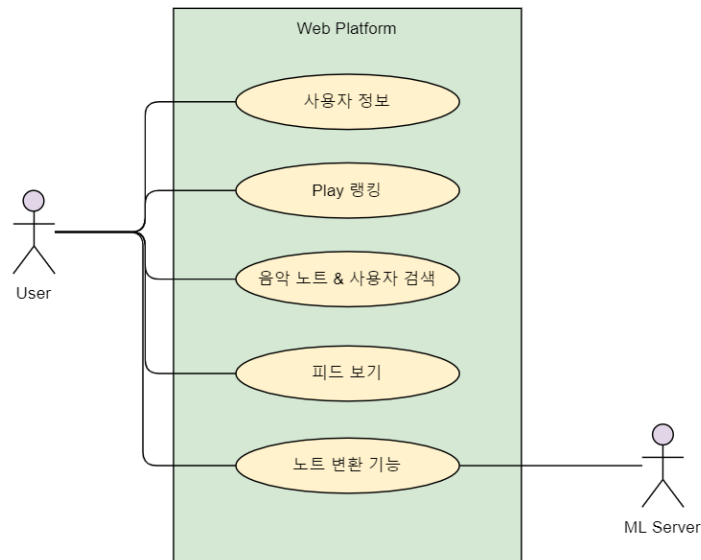 Web Platform
사용자 정보
Play 랭킹
음악 노트 & 사용자 검색
User
피드 보기
노트 변환 기능
ML Server